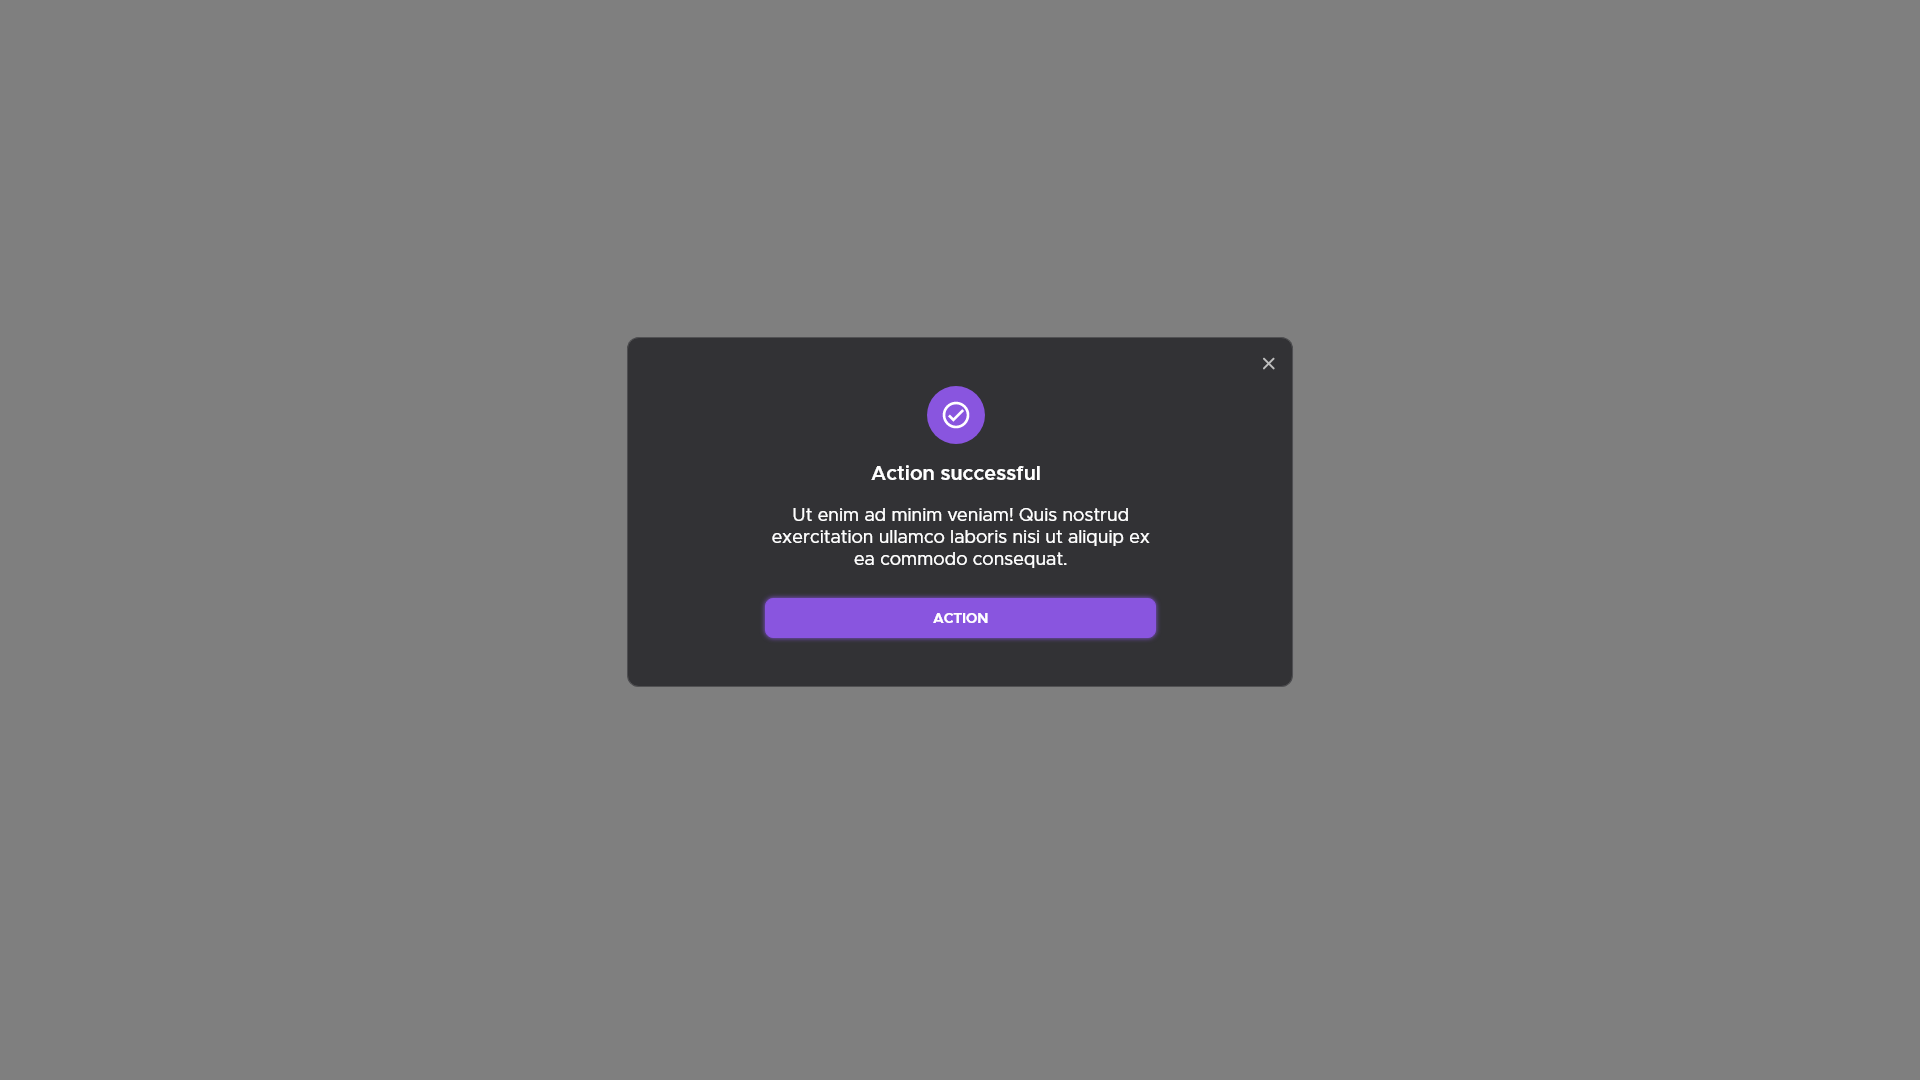 Action successful
Ut enim ad minim veniam! Quis nostrud
exercitation ullamco laboris nisi ut aliquip ex
ea commodo consequat.
ACTION